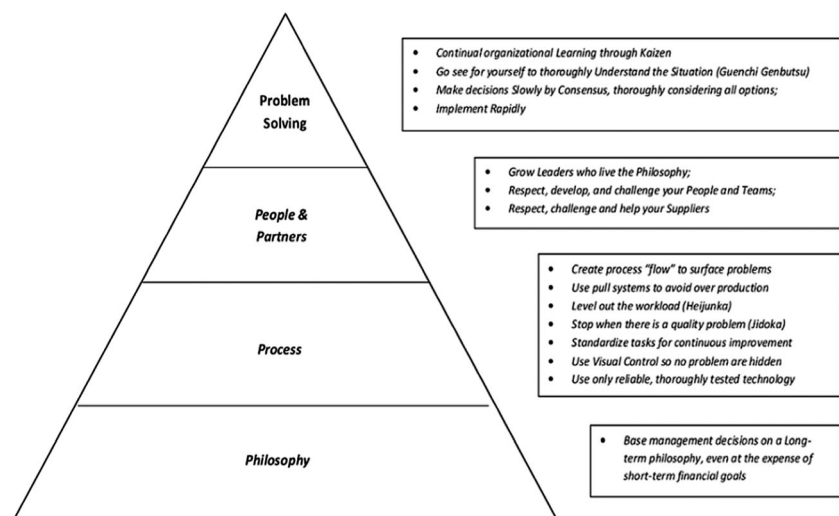 Problem
Solving
• Continual organizational Learning through Kaizen
• Go see for yourself to thoroughly Understand the Situation (Guenchi Genbutsu)
• Make decisions Slowly by Consensus, thoroughly considering all options;
• Implement Rapidly
People &
Partners
• Grow Leaders who live the Philosophy;
• Respect, develop, and challenge your People and Teams;
• Respect, challenge and help your Suppliers
Process
• Create process “flow” to surface problems
• Use pull systems to avoid over production
• Level out the workload (Heijunka)
• Stop when there is a quality problem (Jidoka)
• Standardize tasks for continuous improvement
• Use Visual Control so no problem are hidden
• Use only reliable, thoroughly tested technology
Philosophy
• Base management decisions on a Long-
term philosophy, even at the expense of
short-term financial goals